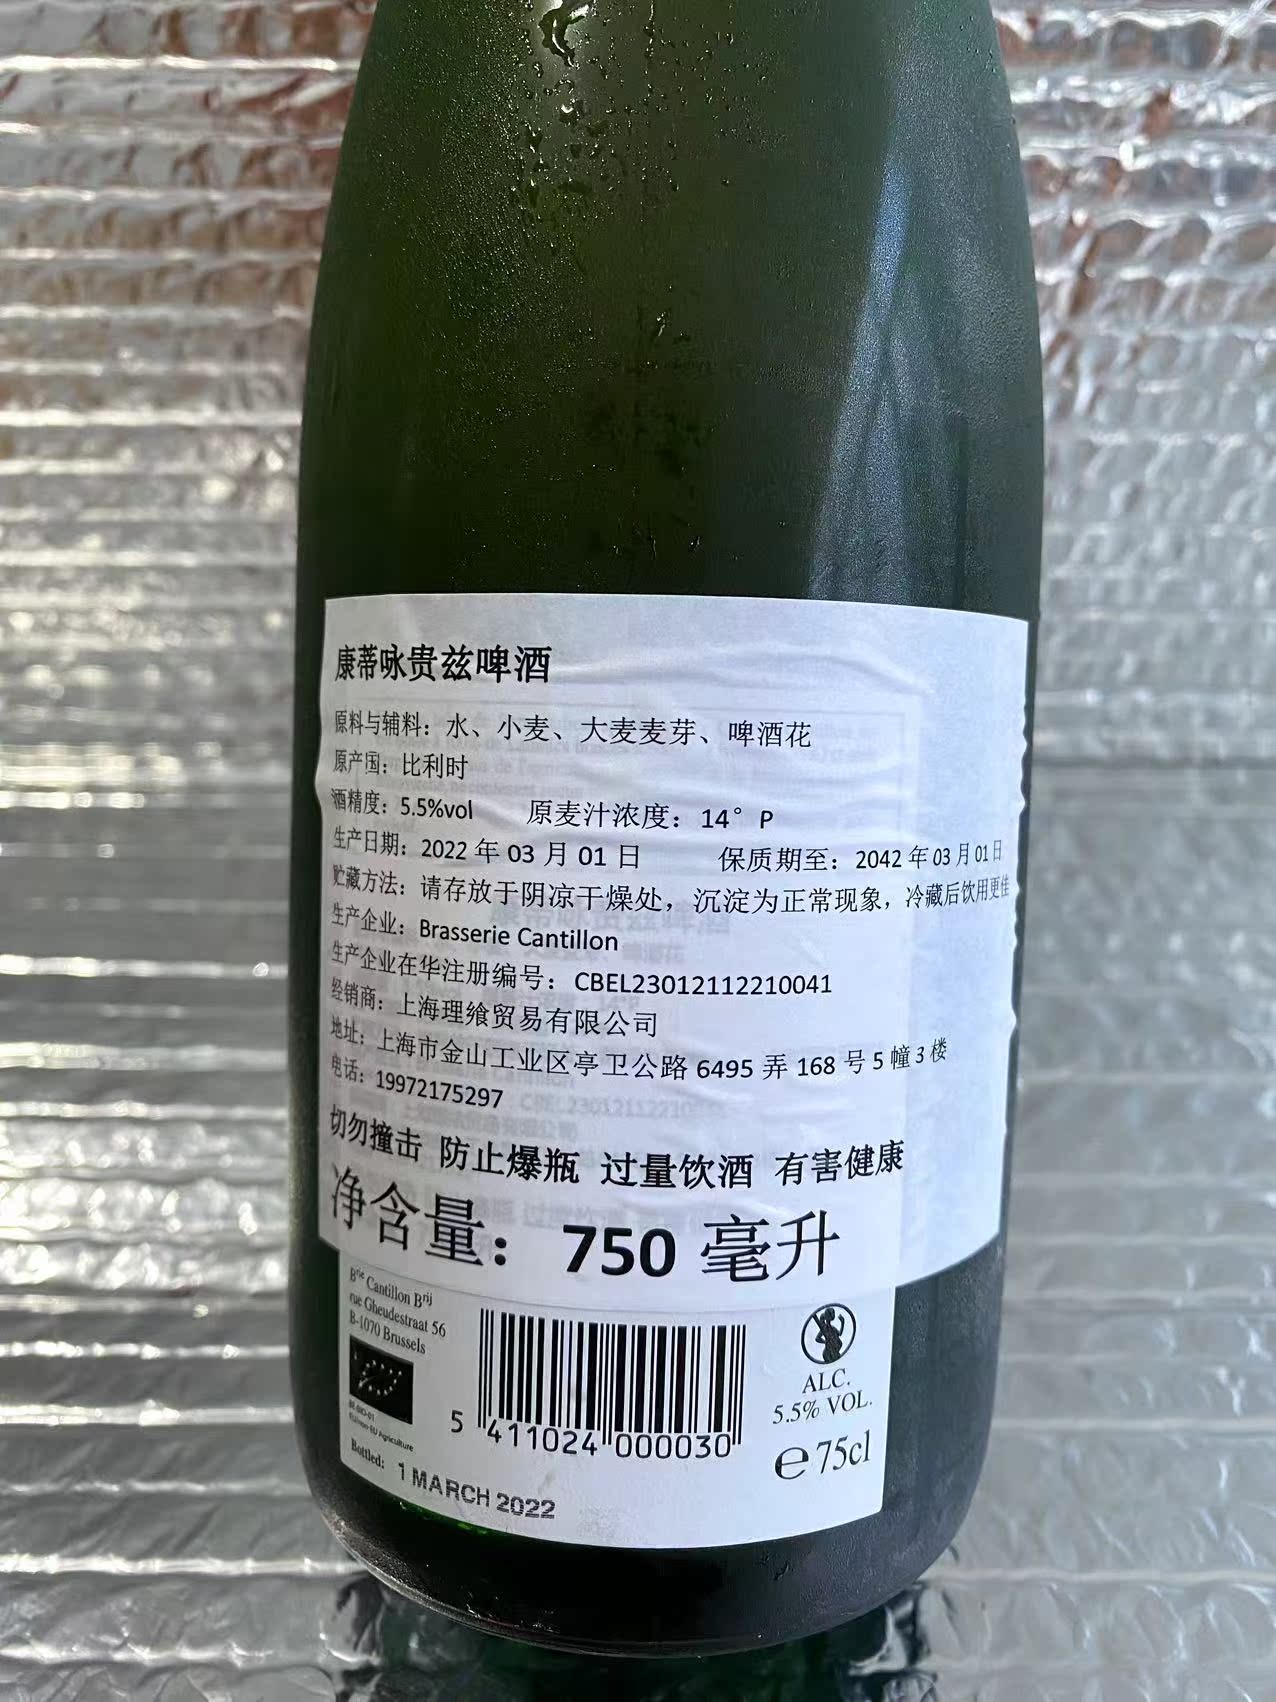 康蒂咏贵兹啤酒
原料与辅料：水、小麦、大麦麦芽、啤酒花
原产国：比利时
酒精度：5.5%vol 原麦汁浓度：14°P
生产日期：2022年03月01日 保质期至：2042年03月01日
贮藏方法：请存放于阴凉干燥处，沉淀为正常现象，冷藏后饮用更佳
生产企业：Brasserie Cantillon
生产企业在华注册编号：CBEL23012112210041
经销商：上海理飨贸易有限公司
地址：上海市金山工业区亭卫公路6495弄168号5幢3楼
电话：19972175297
切勿撞击 防止爆瓶 过量饮酒 有害健康
净含量：750毫升
Brie Cantillon Brij
rue Gheudestraat 56
B-1070 Brussels
BE-BIO-01
EU/non-EU Agriculture
Bottled: 1 MARCH 2022
5 411024 000030
ALC.
5.5% VOL.
℮75cl